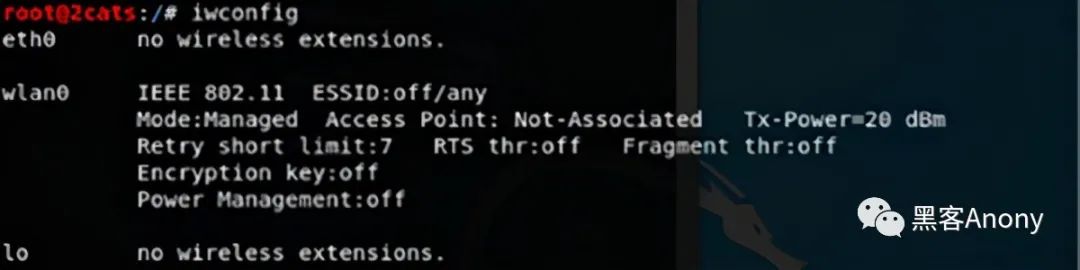 root@2cats:/# iwconfig
eth0 no wireless extensions.
wlan0 IEEE 802.11 ESSID:off/any
Mode:Managed Access Point: Not-Associated Tx-Power=20 dBm
Retry short limit:7 RTS thr:off Fragment thr:off
Encryption key:off
Power Management:off
lo no wireless extensions.
黑客Anony